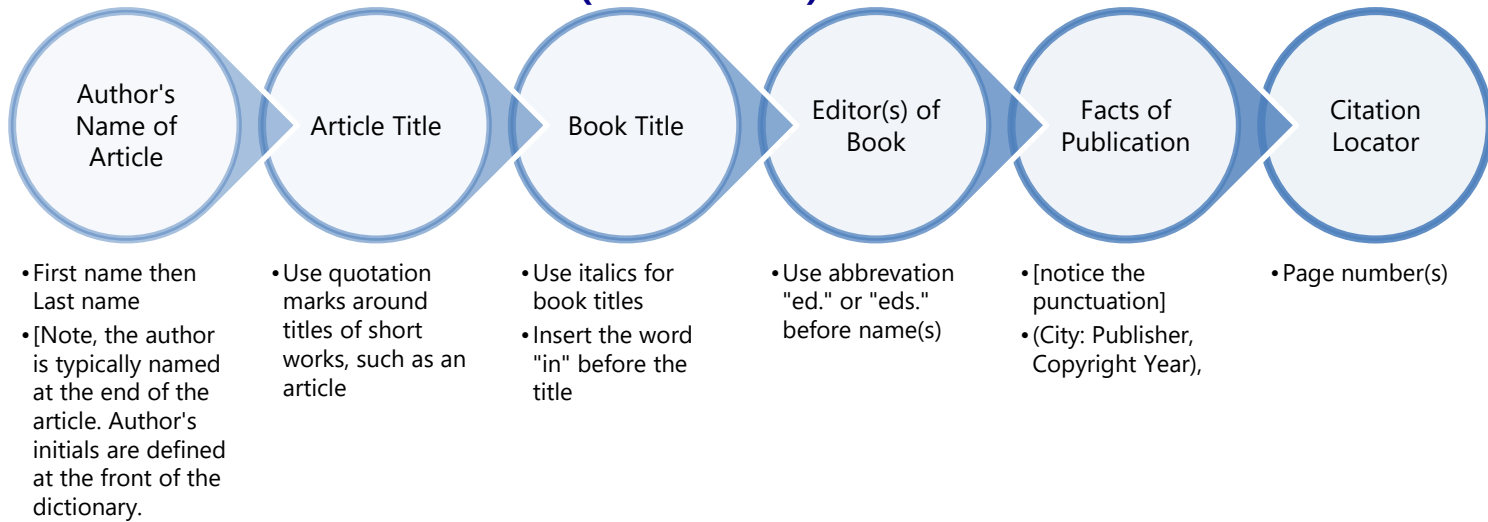 Author's
Name of
Article
Article Title
Book Title
Editor(s) of
Book
Facts of
Publication
Citation
Locator
•First name then
Last name
•[Note, the author
is typically named
at the end of the
article. Author's
initials are defined
at the front of the
dictionary.
•Use quotation
marks around
titles of short
works, such as an
article
•Use italics for
book titles
•Insert the word
"in" before the
title
•Use abbrevation
"ed." or "eds."
before name(s)
•[notice the
punctuation]
•(City: Publisher,
Copyright Year),
•Page number(s)